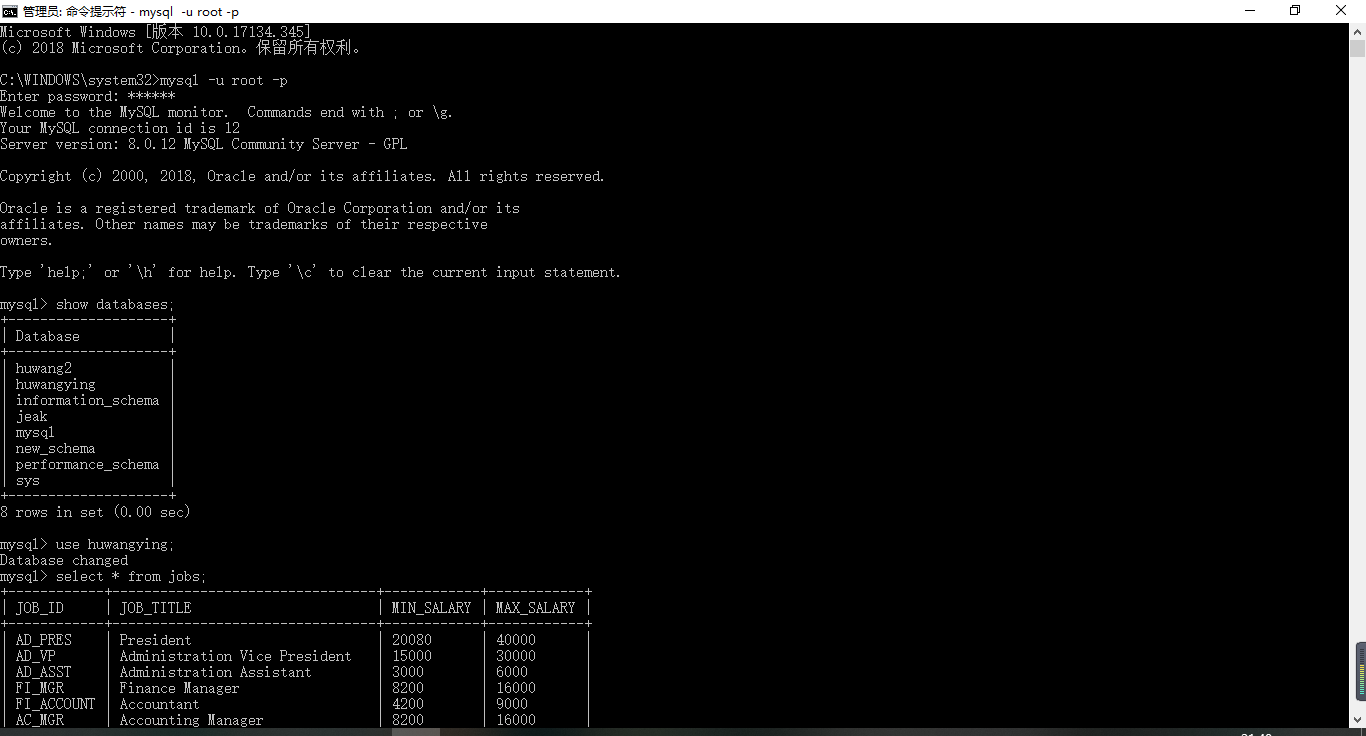 管理员: 命令提示符 - mysql  -u root -p
Microsoft Windows [版本 10.0.17134.345]
(c) 2018 Microsoft Corporation。保留所有权利。
C:\WINDOWS\system32>mysql -u root -p
Enter password: ******
Welcome to the MySQL monitor.  Commands end with ; or \g.
Your MySQL connection id is 12
Server version: 8.0.12 MySQL Community Server - GPL
Copyright (c) 2000, 2018, Oracle and/or its affiliates. All rights reserved.
Oracle is a registered trademark of Oracle Corporation and/or its
affiliates. Other names may be trademarks of their respective
owners.
Type 'help;' or '\h' for help. Type '\c' to clear the current input statement.
mysql> show databases;
+--------------------+
| Database           |
+--------------------+
| huwang2            |
| huwangying         |
| information_schema |
| jeak               |
| mysql              |
| new_schema         |
| performance_schema |
| sys                |
+--------------------+
8 rows in set (0.00 sec)
mysql> use huwangying;
Database changed
mysql> select * from jobs;
+------------+---------------------------------+------------+------------+
| JOB_ID     | JOB_TITLE                       | MIN_SALARY | MAX_SALARY |
+------------+---------------------------------+------------+------------+
| AD_PRES    | President                       | 20080      | 40000      |
| AD_VP      | Administration Vice President   | 15000      | 30000      |
| AD_ASST    | Administration Assistant        | 3000       | 6000       |
| FI_MGR     | Finance Manager                 | 8200       | 16000      |
| FI_ACCOUNT | Accountant                      | 4200       | 9000       |
| AC_MGR     | Accounting Manager              | 8200       | 16000      |